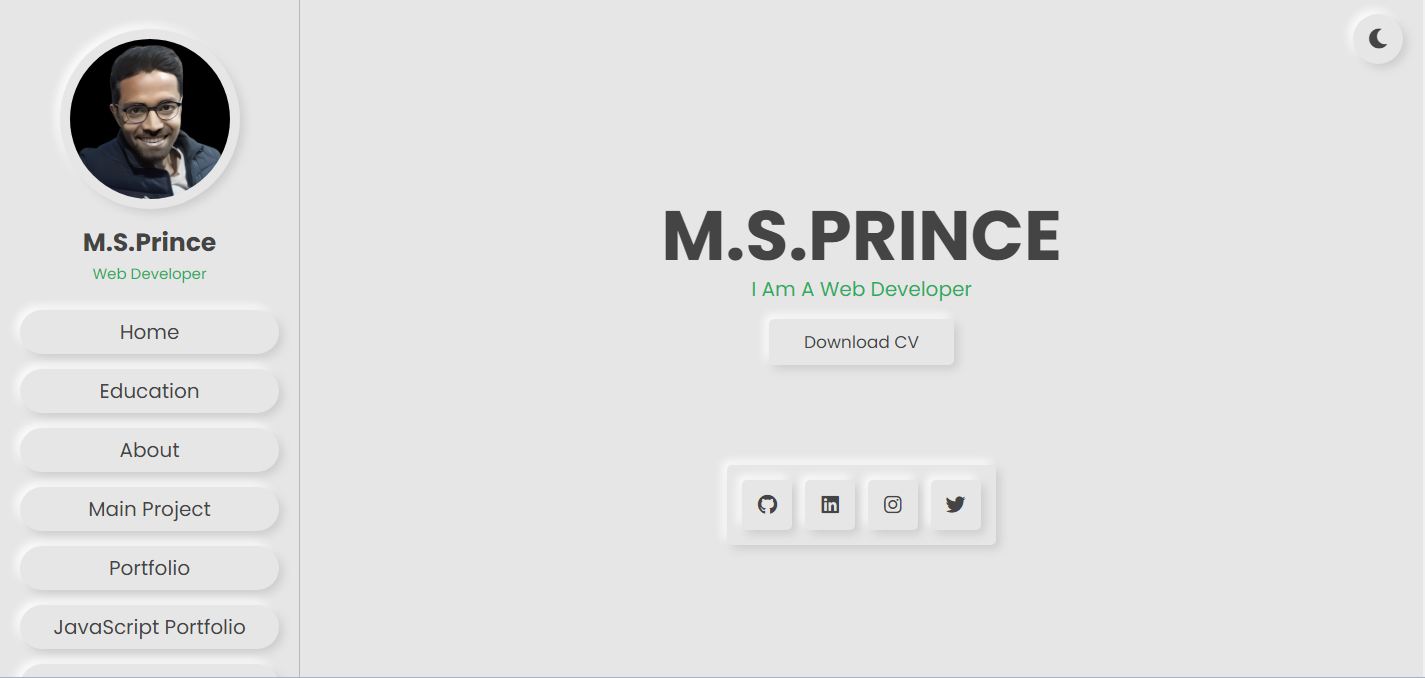 M.S.Prince
Web Developer
Home
Education
About
Main Project
Portfolio
JavaScript Portfolio
M.S.PRINCE
I Am A Web Developer
Download CV